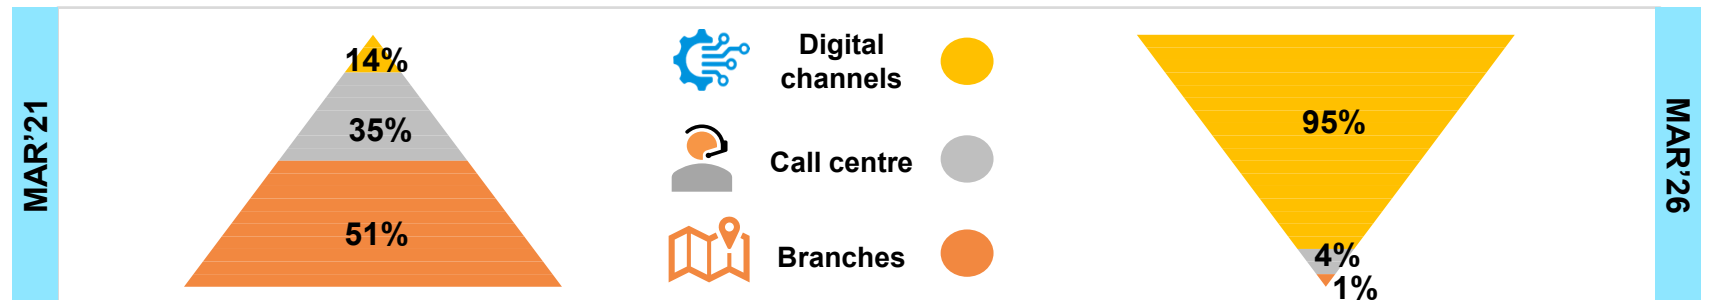 MAR’21
14%
35%
51%
Digital
channels
Call centre
Branches
95%
4%
1%
MAR’26